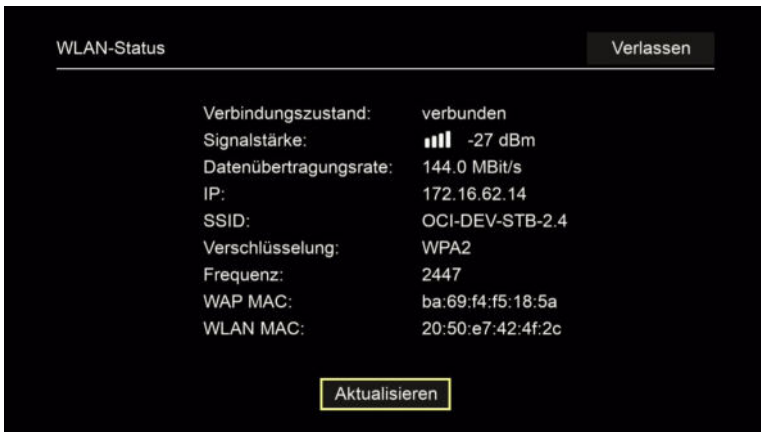 WLAN-Status
Verlassen
Verbindungszustand: verbunden
Signalstärke: -27 dBm
Datenübertragungsrate: 144.0 MBit/s
IP: 172.16.62.14
SSID: OCI-DEV-STB-2.4
Verschlüsselung: WPA2
Frequenz: 2447
WAP MAC: ba:69:f4:f5:18:5a
WLAN MAC: 20:50:e7:42:4f:2c
Aktualisieren